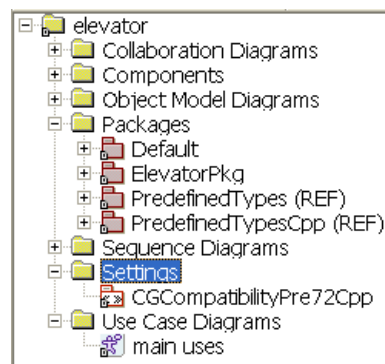 elevator
Collaboration Diagrams
Components
Object Model Diagrams
Packages
Default
ElevatorPkg
PredefinedTypes (REF)
PredefinedTypesCpp (REF)
Sequence Diagrams
Settings
CGCompatibilityPre72Cpp
Use Case Diagrams
main uses